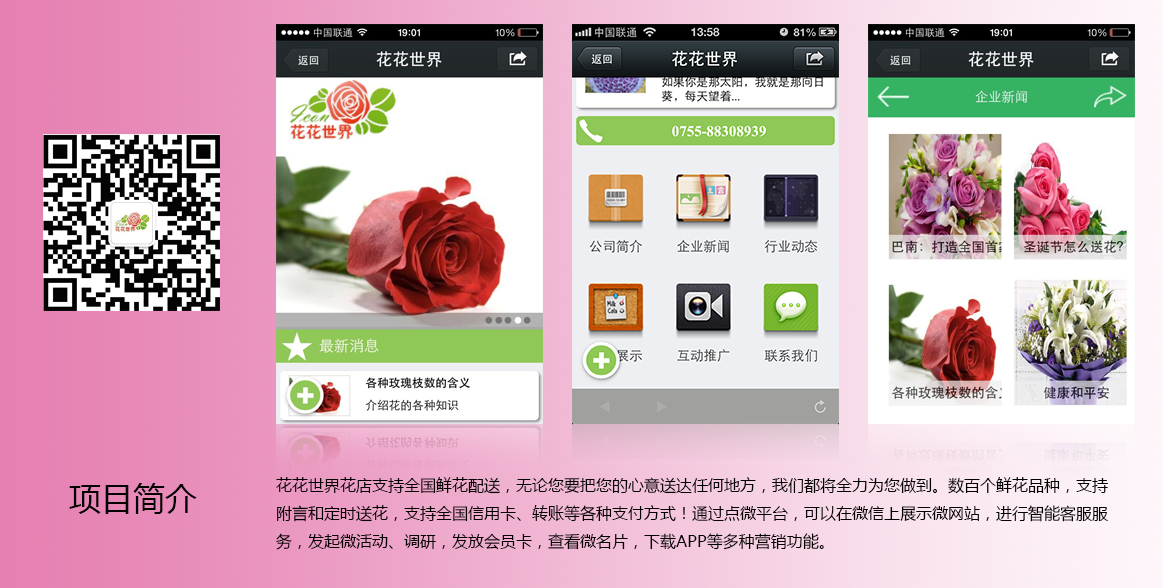 中国联通 19:01 10%
返回 花花世界
Icon
花花世界
最新消息
各种玫瑰枝数的含义
介绍花的各种知识
中国联通 13:58 81%
返回 花花世界
如果你是那太阳，我就是那向日
葵，每天望着...
0755-88308939
公司简介 企业新闻 行业动态
Milk
Cola
展示 互动推广 联系我们
中国联通 19:01 10%
返回 花花世界
企业新闻
巴南：打造全国首家
圣诞节怎么送花?
各种玫瑰枝数的含义
健康和平安
花花世界
项目简介
花花世界花店支持全国鲜花配送，无论您要把您的心意送达任何地方，我们都将全力为您做到。数百个鲜花品种，支持
附言和定时送花，支持全国信用卡、转账等各种支付方式！通过点微平台，可以在微信上展示微网站，进行智能客服服
务，发起微活动、调研，发放会员卡，查看微名片，下载APP等多种营销功能。